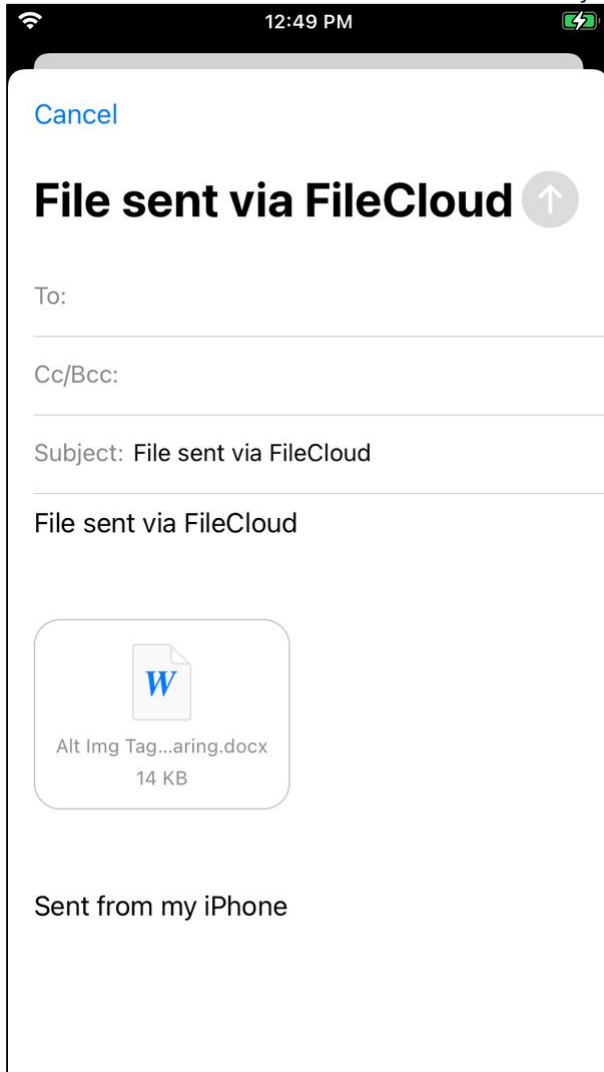 12:49 PM
Cancel
File sent via FileCloud
To:
Cc/Bcc:
Subject: File sent via FileCloud
File sent via FileCloud
W
Alt Img Tag...aring.docx
14 KB
Sent from my iPhone